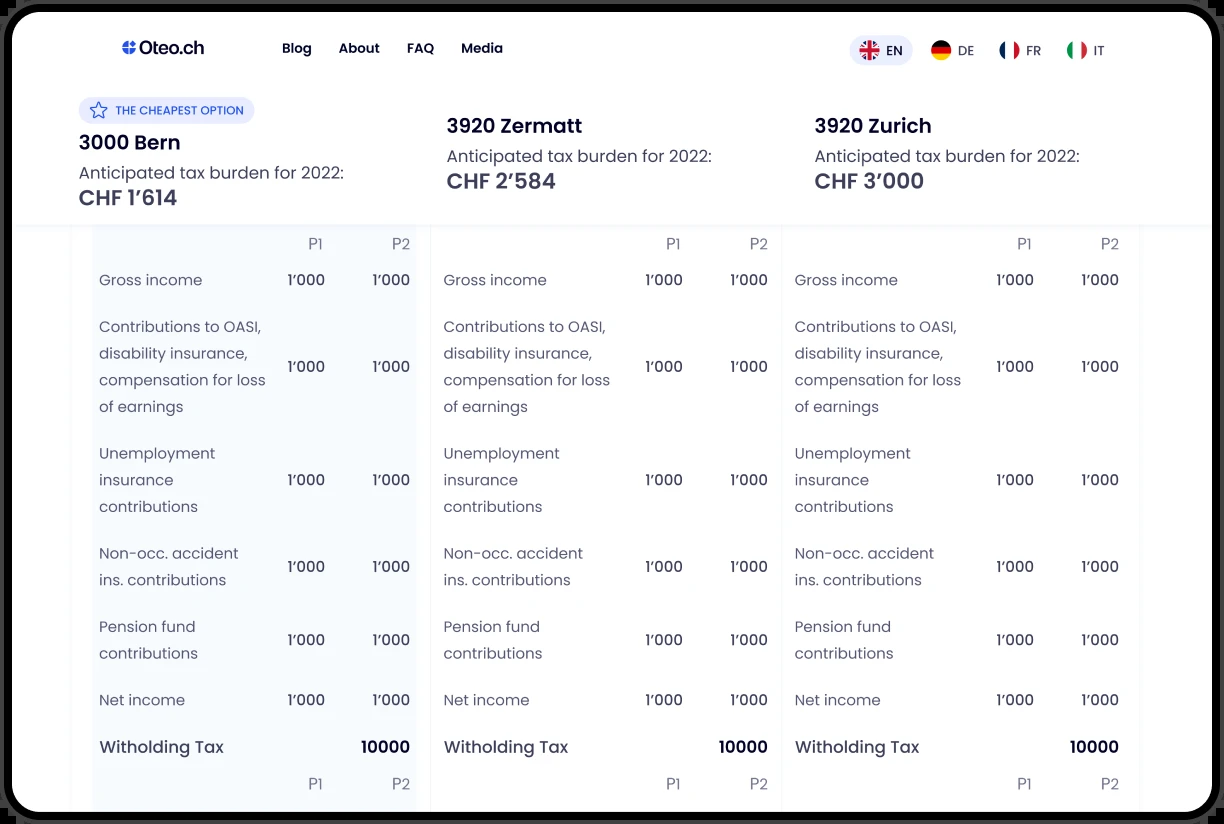 Oteo.ch Blog About FAQ Media EN DE FR IT
THE CHEAPEST OPTION
3000 Bern
Anticipated tax burden for 2022:
CHF 1’614
3920 Zermatt
Anticipated tax burden for 2022:
CHF 2’584
3920 Zurich
Anticipated tax burden for 2022:
CHF 3’000
P1 P2
Gross income 1’000 1’000
Contributions to OASI,
disability insurance,
compensation for loss
of earnings
1’000 1’000
Unemployment
insurance
contributions
1’000 1’000
Non-occ. accident
ins. contributions
1’000 1’000
Pension fund
contributions
1’000 1’000
Net income 1’000 1’000
Witholding Tax 10000
P1 P2
P1 P2
Gross income 1’000 1’000
Contributions to OASI,
disability insurance,
compensation for loss
of earnings
1’000 1’000
Unemployment
insurance
contributions
1’000 1’000
Non-occ. accident
ins. contributions
1’000 1’000
Pension fund
contributions
1’000 1’000
Net income 1’000 1’000
Witholding Tax 10000
P1 P2
P1 P2
Gross income 1’000 1’000
Contributions to OASI,
disability insurance,
compensation for loss
of earnings
1’000 1’000
Unemployment
insurance
contributions
1’000 1’000
Non-occ. accident
ins. contributions
1’000 1’000
Pension fund
contributions
1’000 1’000
Net income 1’000 1’000
Witholding Tax 10000
P1 P2